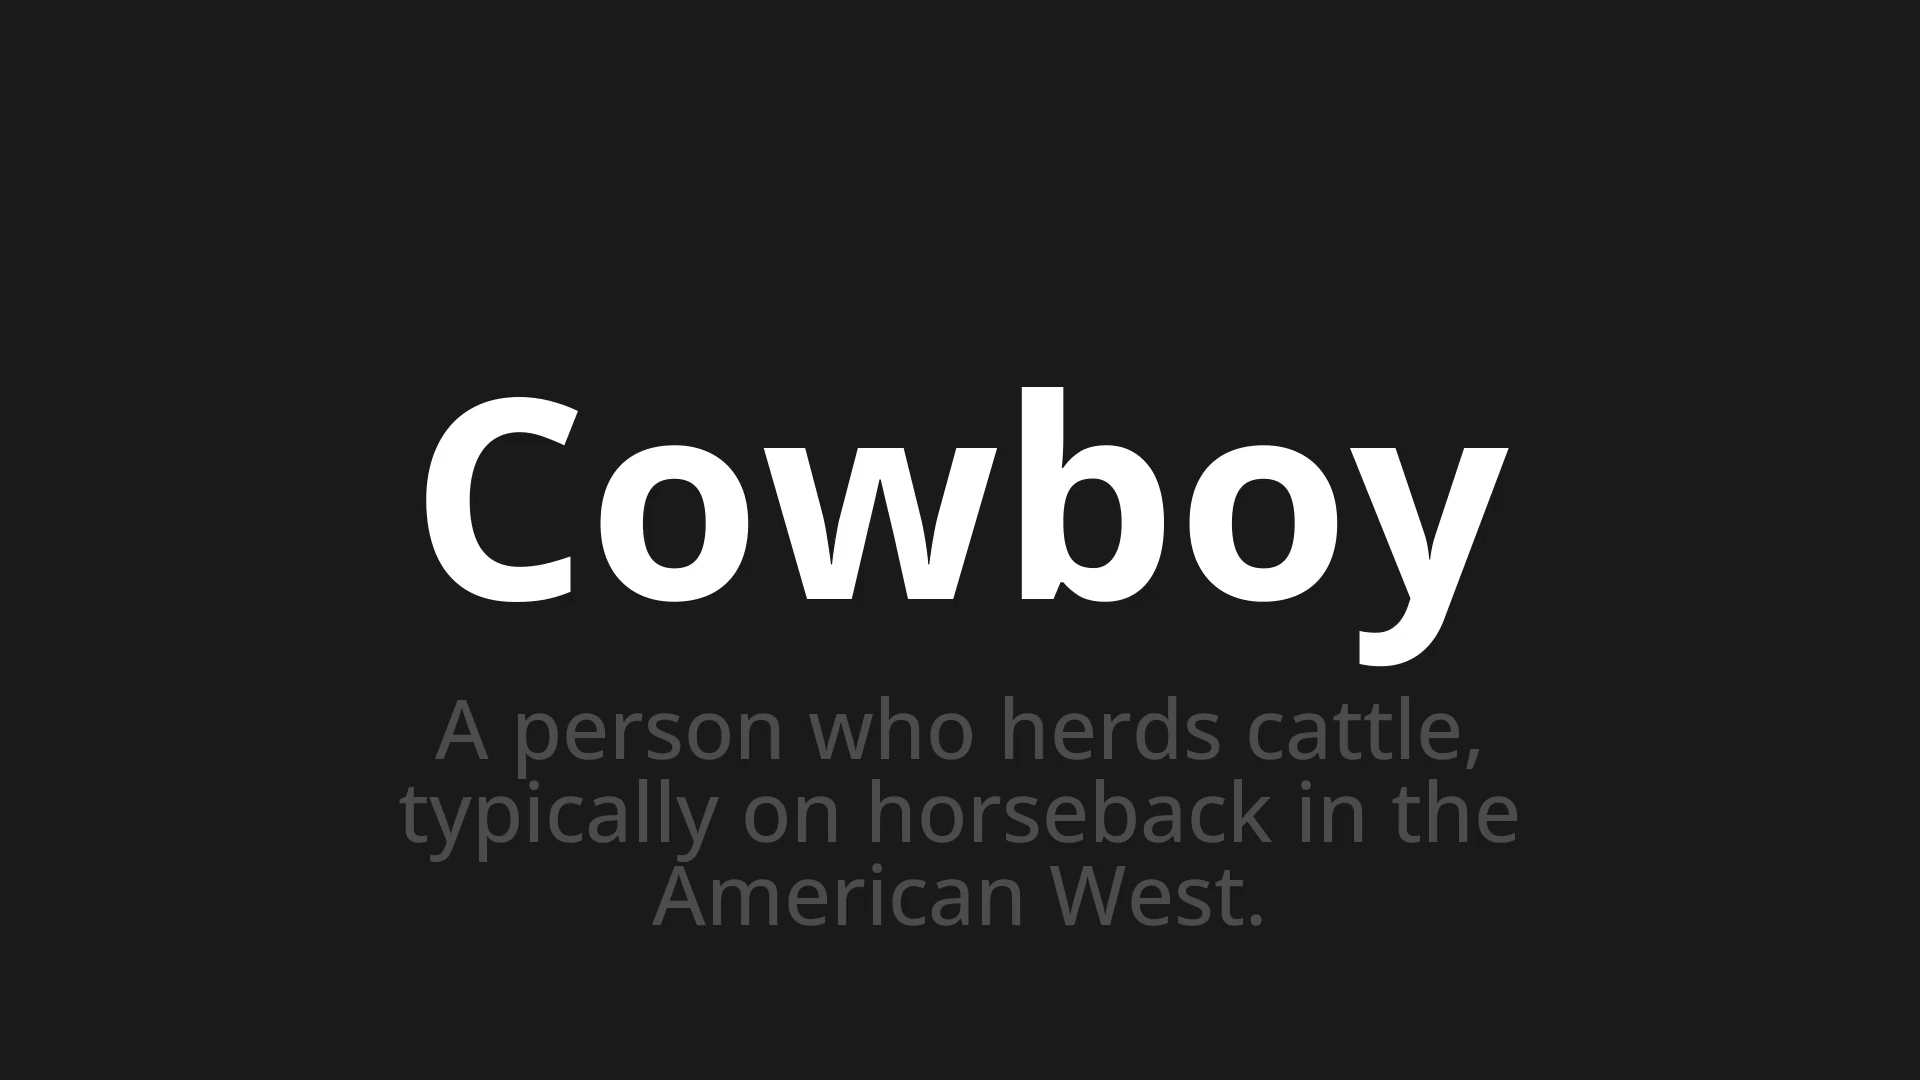 Cowboy
A person who herds cattle,
typically on horseback in the
American West.